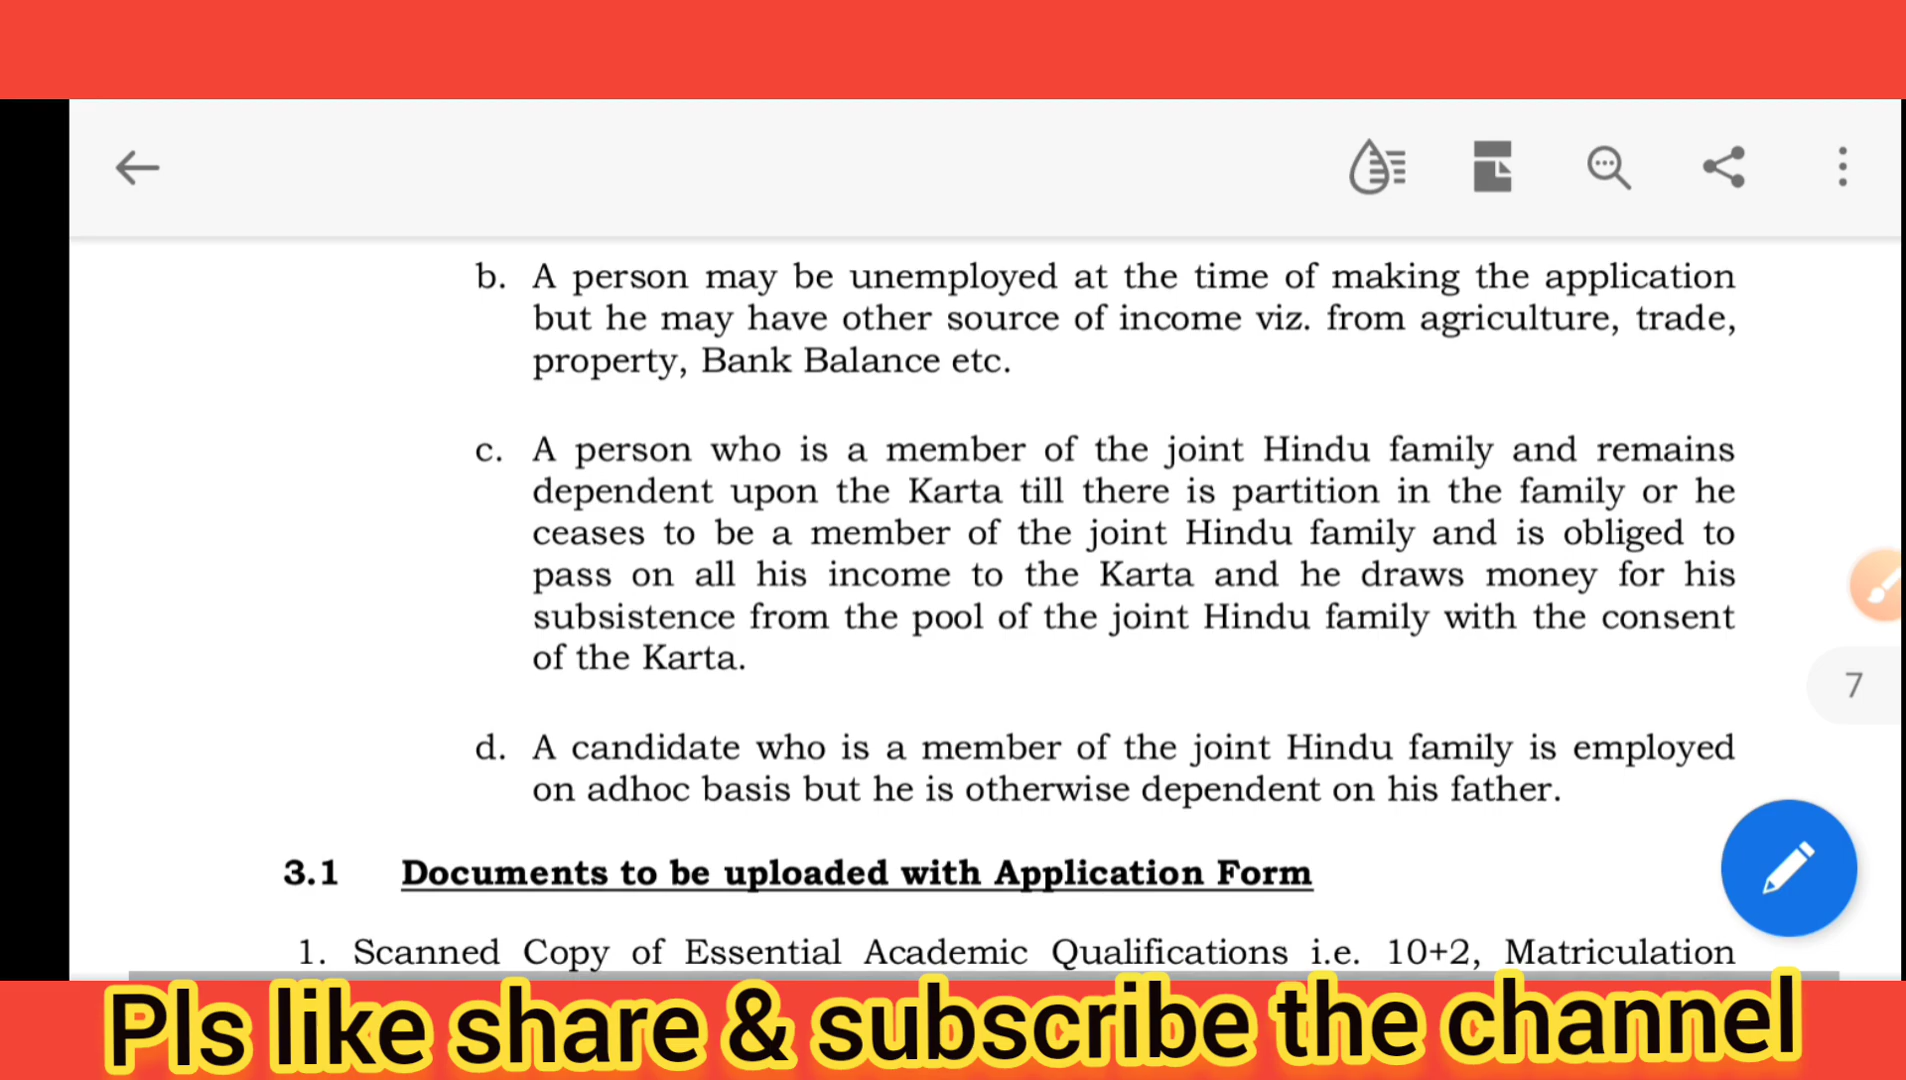 b. A person may be unemployed at the time of making the application
but he may have other source of income viz. from agriculture, trade,
property, Bank Balance etc.
c. A person who is a member of the joint Hindu family and remains
dependent upon the Karta till there is partition in the family or he
ceases to be a member of the joint Hindu family and is obliged to
pass on all his income to the Karta and he draws money for his
subsistence from the pool of the joint Hindu family with the consent
of the Karta.
7
d. A candidate who is a member of the joint Hindu family is employed
on adhoc basis but he is otherwise dependent on his father.
3.1 Documents to be uploaded with Application Form
1. Scanned Copy of Essential Academic Qualifications i.e. 10+2, Matriculation
Pls like share & subscribe the channel